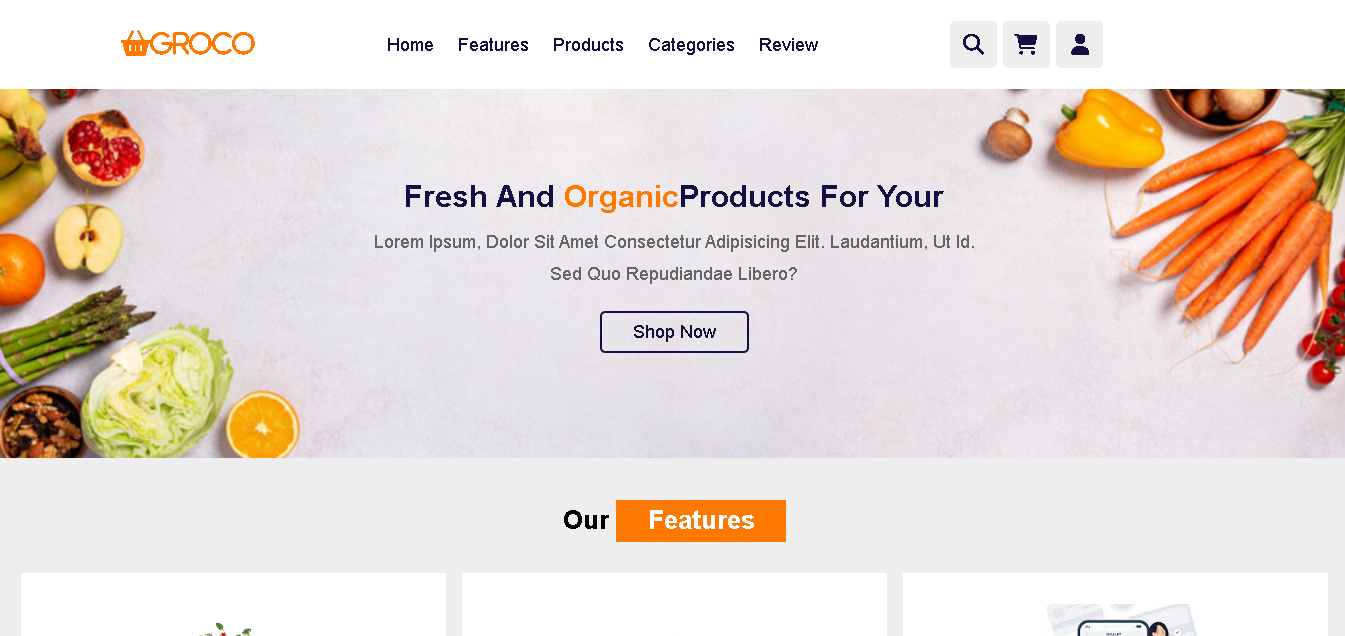 GROCO
Home Features Products Categories Review
Fresh And OrganicProducts For Your
Lorem Ipsum, Dolor Sit Amet Consectetur Adipisicing Elit. Laudantium, Ut Id.
Sed Quo Repudiandae Libero?
Shop Now
Our Features